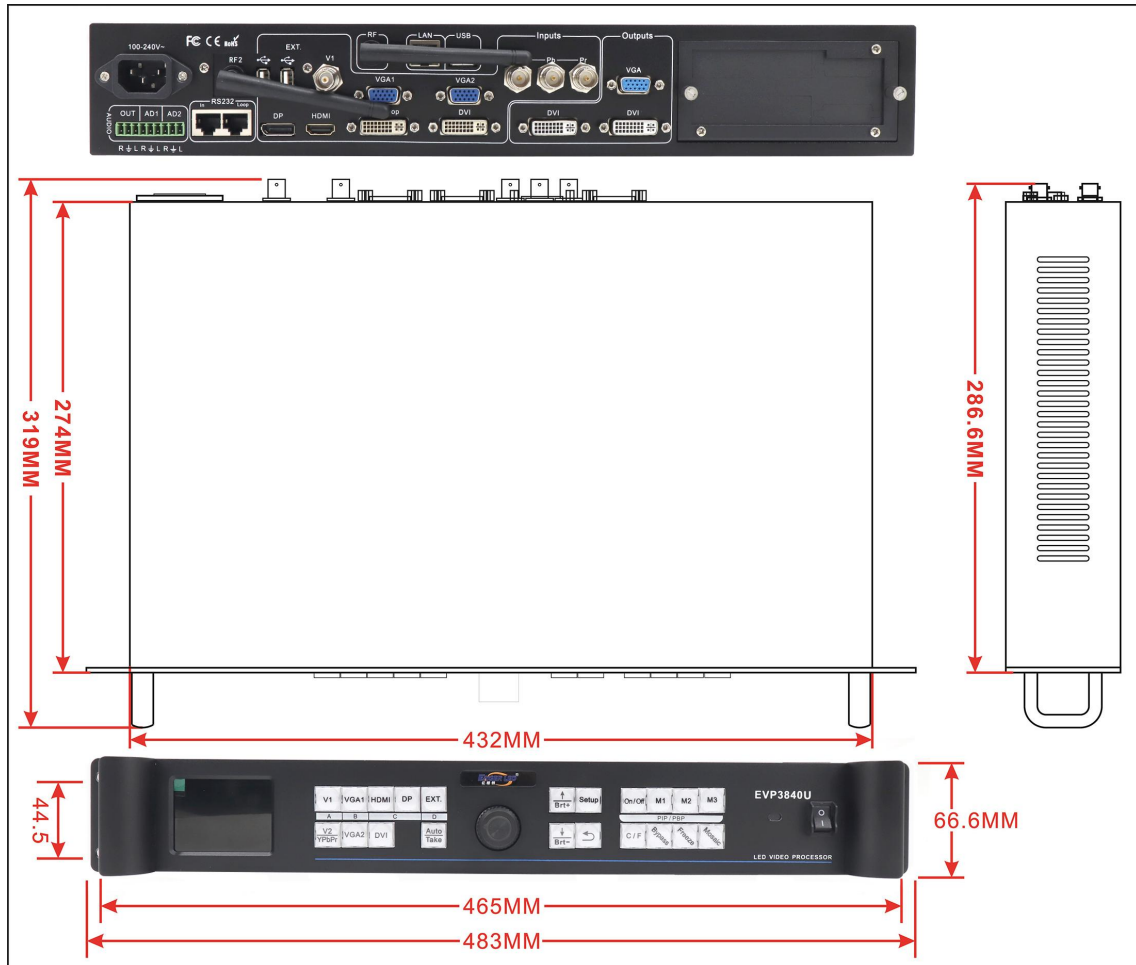 100-240V~
FC CE RoHS
RF2
EXT.
V1
RF
LAN
USB
Inputs
Pb
Pr
Outputs
VGA1
VGA2
VGA
AUDIO
OUT AD1 AD2
In RS232 Loop
DP
HDMI
op
DVI
DVI
DVI
R L R L R L
319MM
274MM
286.6MM
432MM
44.5
V1 VGA1 HDMI DP EXT.
A B C D
V2/YPbPr VGA2 DVI Auto Take
Brt+ Setup
Brt−
On/Off M1 M2 M3
PIP / PBP
C / F Bypass Freeze Mosaic
EVP3840U
LED VIDEO PROCESSOR
66.6MM
465MM
483MM